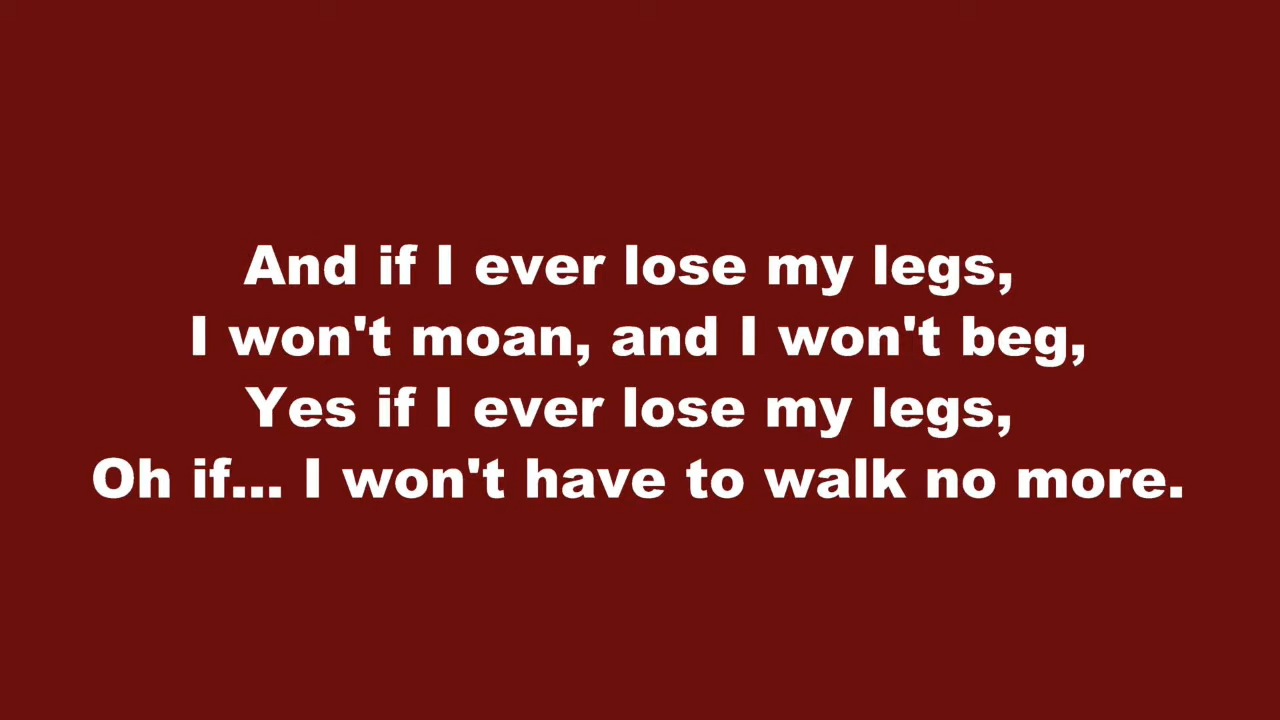 And if I ever lose my legs,
I won't moan, and I won't beg,
Yes if I ever lose my legs,
Oh if... I won't have to walk no more.